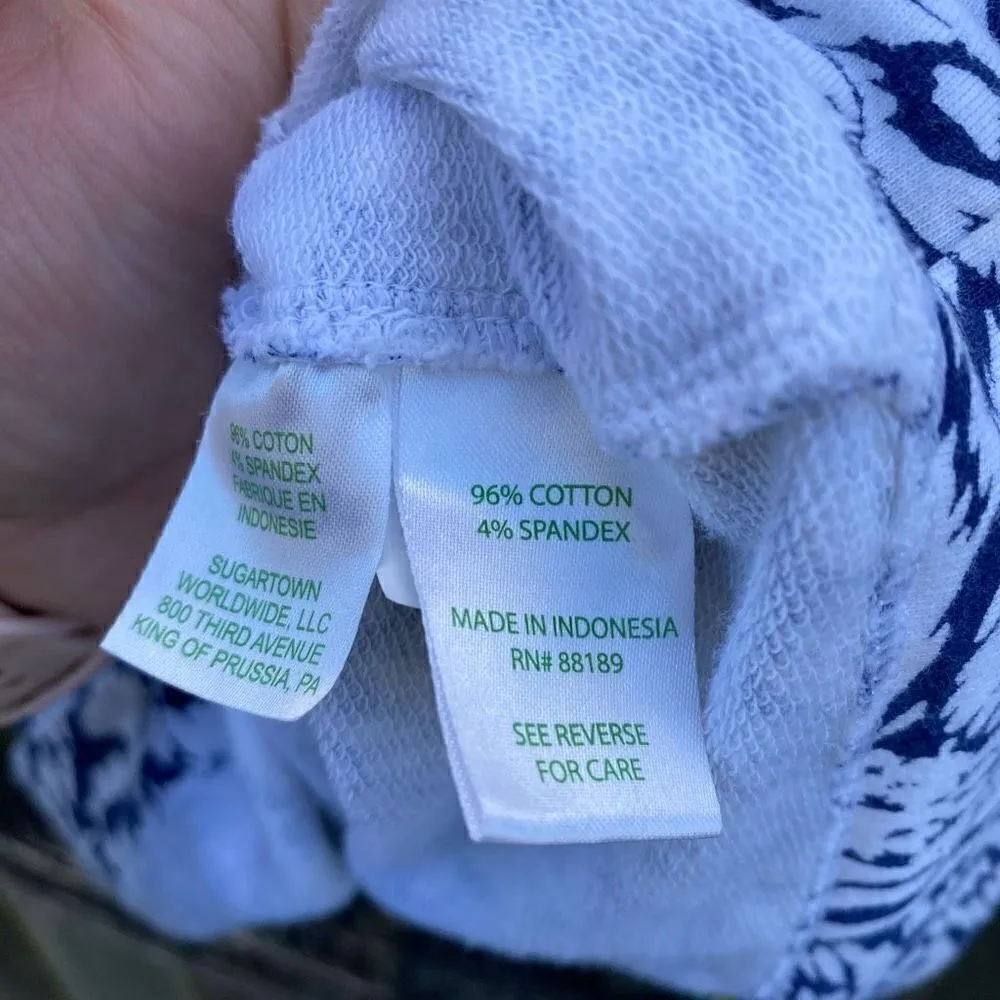 96% COTON
4% SPANDEX
FABRIQUE EN
INDONESIE
SUGARTOWN
WORLDWIDE, LLC
800 THIRD AVENUE
KING OF PRUSSIA, PA
96% COTTON
4% SPANDEX
MADE IN INDONESIA
RN# 88189
SEE REVERSE
FOR CARE